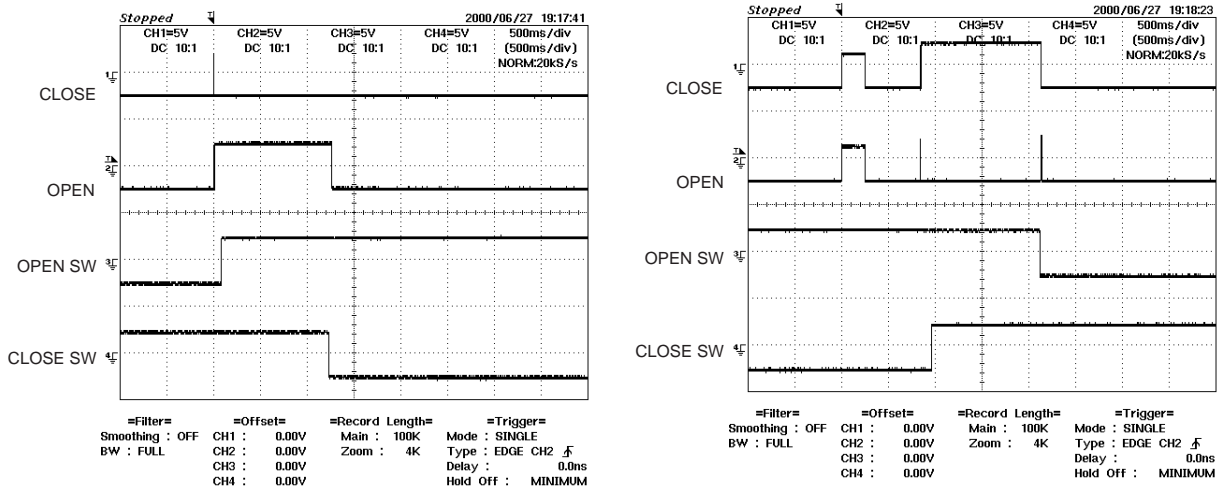 Stopped 2000/06/27 19:17:41
CH1=5V CH2=5V CH3=5V CH4=5V 500ms/div
DC 10:1 DC 10:1 DC 10:1 DC 10:1 (500ms/div)
NORM:20kS/s
CLOSE
OPEN
OPEN SW
CLOSE SW
=Filter= =Offset= =Record Length= =Trigger=
Smoothing : OFF CH1 : 0.00V Main : 100K Mode : SINGLE
BW : FULL CH2 : 0.00V Zoom : 4K Type : EDGE CH2
CH3 : 0.00V Delay : 0.0ns
CH4 : 0.00V Hold Off : MINIMUM
Stopped 2000/06/27 19:18:23
CH1=5V CH2=5V CH3=5V CH4=5V 500ms/div
DC 10:1 DC 10:1 DC 10:1 DC 10:1 (500ms/div)
NORM:20kS/s
CLOSE
OPEN
OPEN SW
CLOSE SW
=Filter= =Offset= =Record Length= =Trigger=
Smoothing : OFF CH1 : 0.00V Main : 100K Mode : SINGLE
BW : FULL CH2 : 0.00V Zoom : 4K Type : EDGE CH2
CH3 : 0.00V Delay : 0.0ns
CH4 : 0.00V Hold Off : MINIMUM